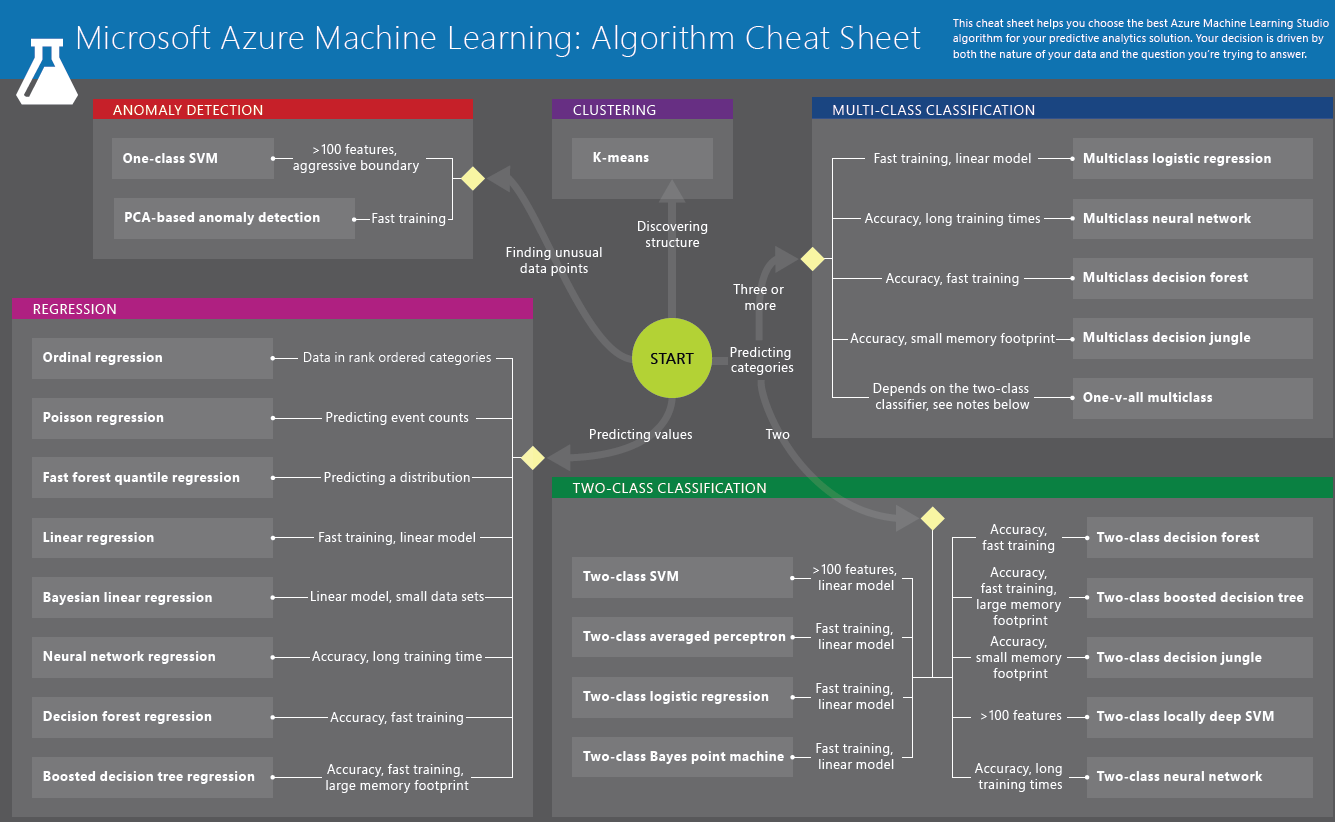 Microsoft Azure Machine Learning: Algorithm Cheat Sheet
This cheat sheet helps you choose the best Azure Machine Learning Studio
algorithm for your predictive analytics solution. Your decision is driven by
both the nature of your data and the question you're trying to answer.
ANOMALY DETECTION
One-class SVM
>100 features,
aggressive boundary
PCA-based anomaly detection
Fast training
CLUSTERING
K-means
Discovering
structure
Finding unusual
data points
START
Three or
more
Predicting
categories
Predicting values
Two
MULTI-CLASS CLASSIFICATION
Fast training, linear model
Multiclass logistic regression
Accuracy, long training times
Multiclass neural network
Accuracy, fast training
Multiclass decision forest
Accuracy, small memory footprint
Multiclass decision jungle
Depends on the two-class
classifier, see notes below
One-v-all multiclass
REGRESSION
Ordinal regression
Data in rank ordered categories
Poisson regression
Predicting event counts
Fast forest quantile regression
Predicting a distribution
Linear regression
Fast training, linear model
Bayesian linear regression
Linear model, small data sets
Neural network regression
Accuracy, long training time
Decision forest regression
Accuracy, fast training
Boosted decision tree regression
Accuracy, fast training,
large memory footprint
TWO-CLASS CLASSIFICATION
Two-class SVM
>100 features,
linear model
Two-class averaged perceptron
Fast training,
linear model
Two-class logistic regression
Fast training,
linear model
Two-class Bayes point machine
Fast training,
linear model
Accuracy,
fast training
Two-class decision forest
Accuracy,
fast training,
large memory
footprint
Two-class boosted decision tree
Accuracy,
small memory
footprint
Two-class decision jungle
>100 features
Two-class locally deep SVM
Accuracy, long
training times
Two-class neural network